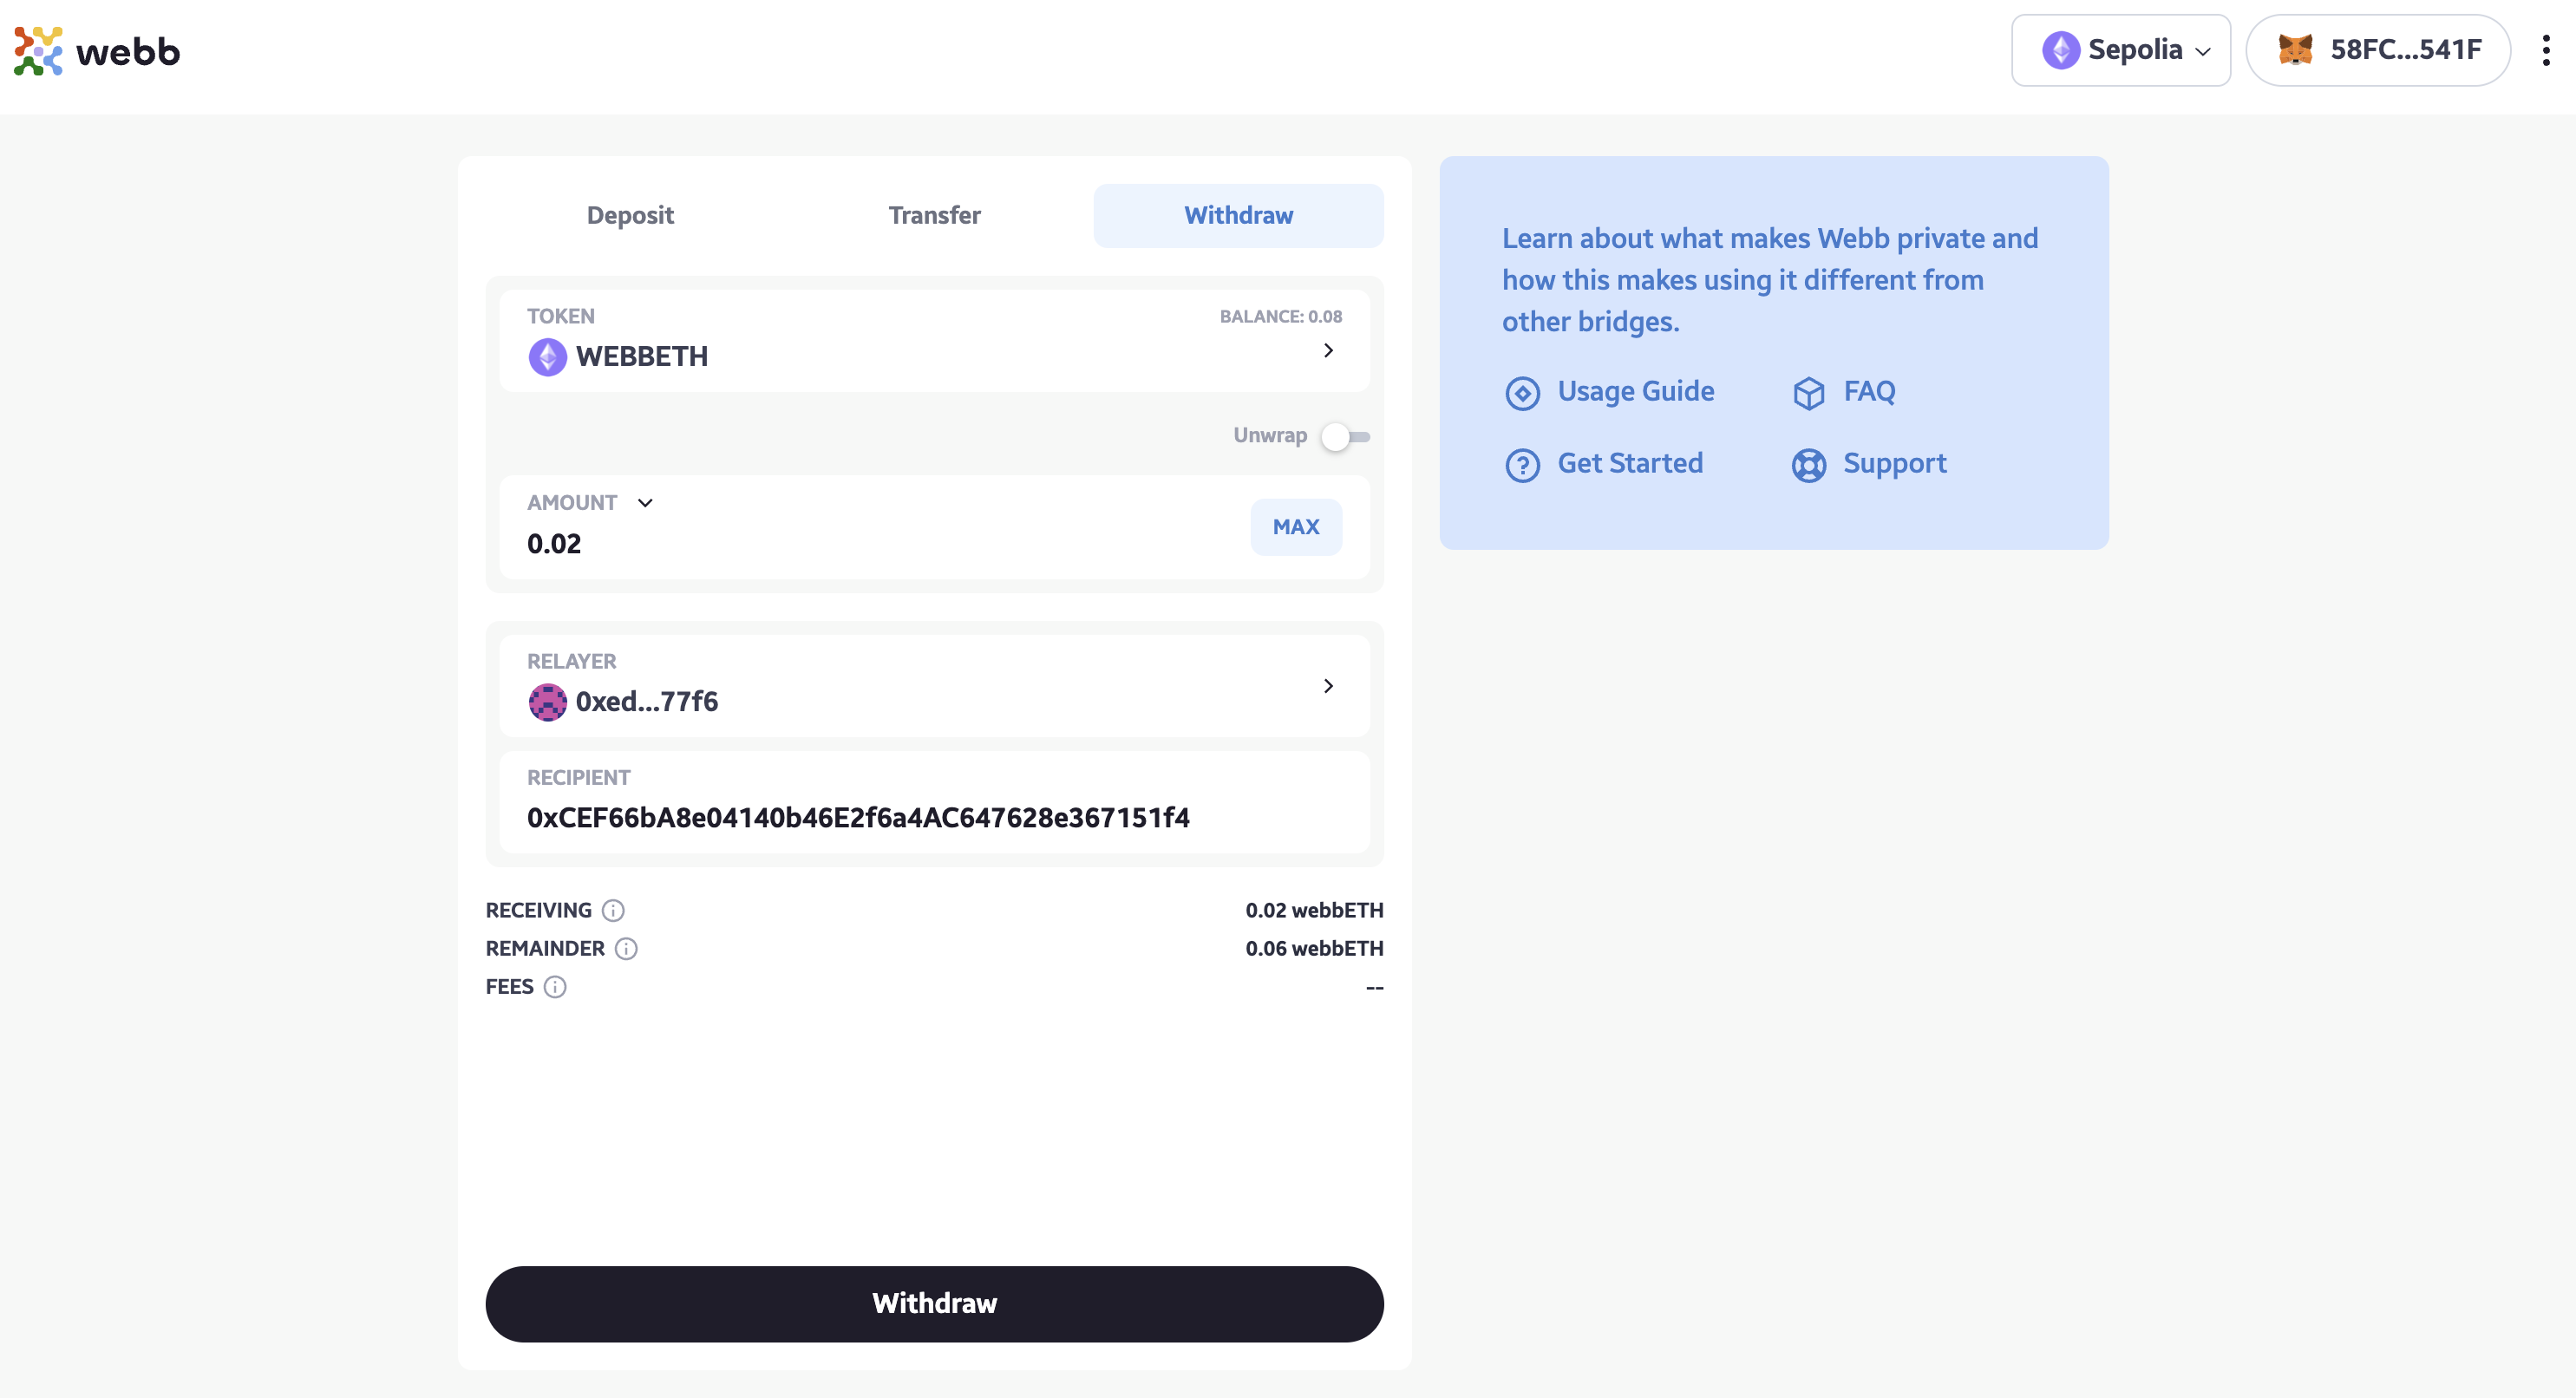 webb
Sepolia
58FC...541F
Deposit
Transfer
Withdraw
TOKEN
BALANCE: 0.08
WEBBETH
Unwrap
AMOUNT
0.02
MAX
RELAYER
0xed...77f6
RECIPIENT
0xCEF66bA8e04140b46E2f6a4AC647628e367151f4
RECEIVING
0.02 webbETH
REMAINDER
0.06 webbETH
FEES
--
Withdraw
Learn about what makes Webb private and
how this makes using it different from
other bridges.
Usage Guide
FAQ
Get Started
Support